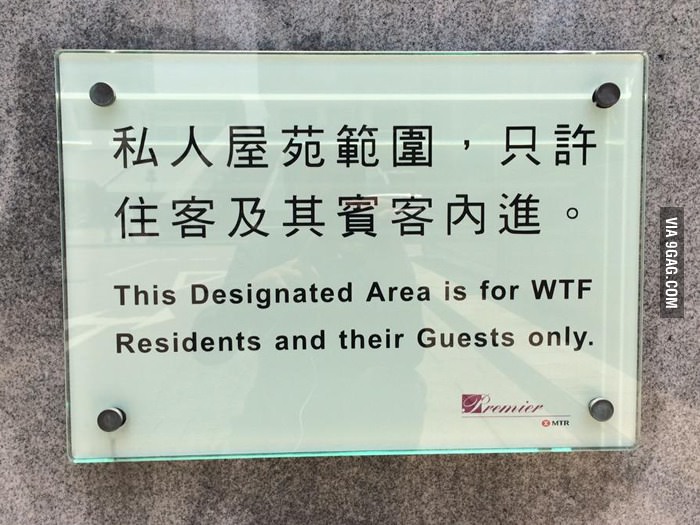 私人屋苑範圍，只許
住客及其賓客內進。
This Designated Area is for WTF
Residents and their Guests only.
Premier
MTR
VIA 9GAG.COM